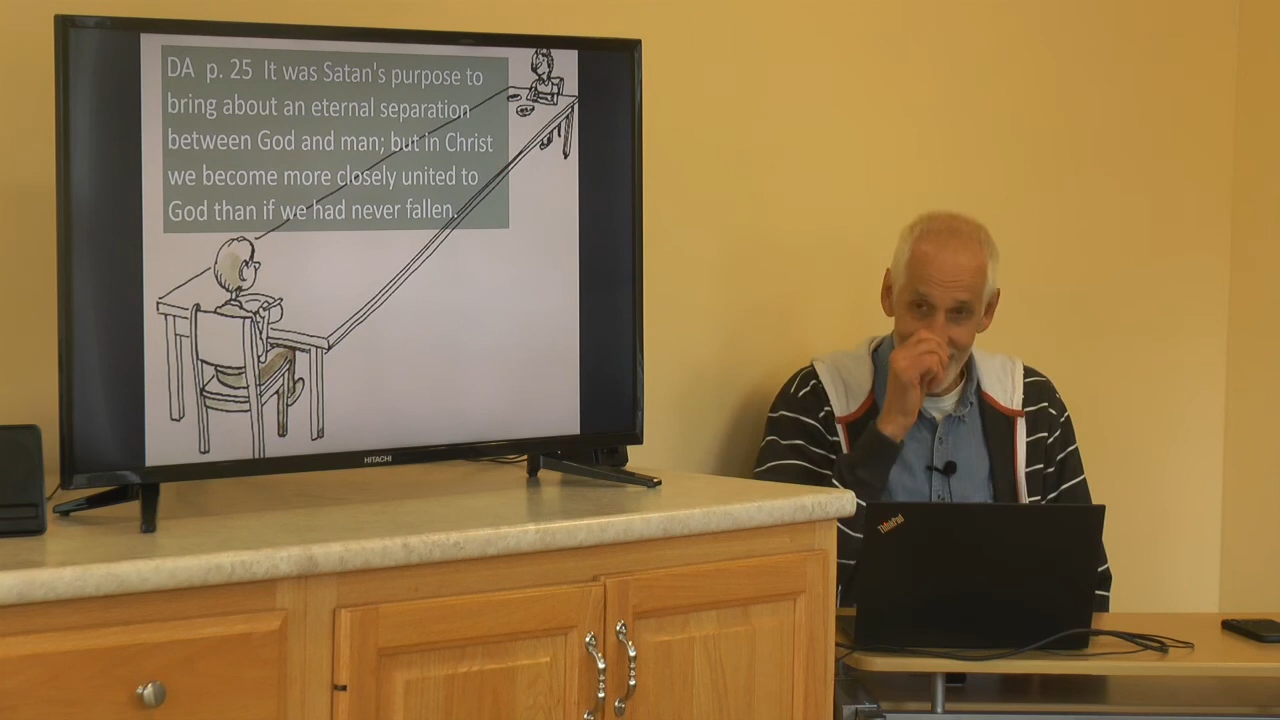 DA p. 25 It was Satan's purpose to
bring about an eternal separation
between God and man; but in Christ
we become more closely united to
God than if we had never fallen.
HITACHI
ThinkPad